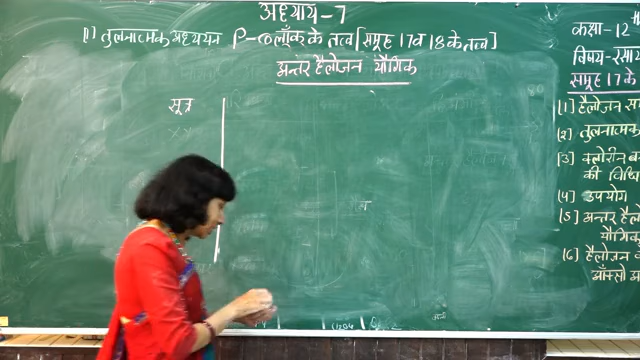 अध्याय-7
[1] तुलनात्मक अध्ययन P-ब्लॉक के तत्व [समूह 17 व 18 के तत्व]
अन्तर हैलोजन यौगिक
सूत्र
कक्षा-12
विषय-रसा
समूह 17 के
[1] हैलोजन स
[2] तुलनात्मक
[3] क्लोरीन ब
की विधि
[4] उपयोग
[5] अन्तर हैलो
यौगिक
[6] हैलोजन के